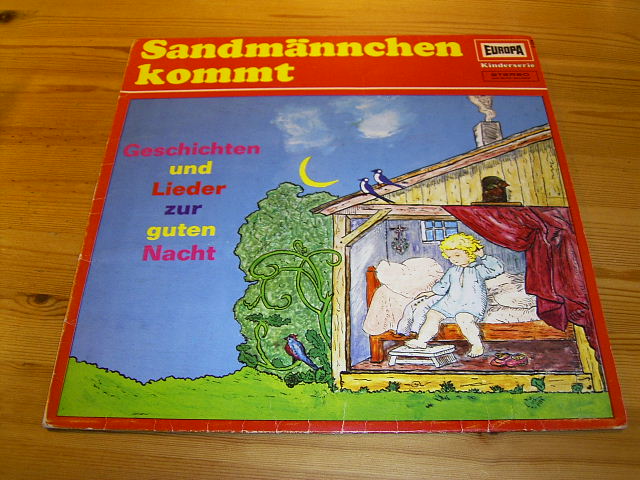 Sandmännchen
kommt
EUROPA
Kinderserie
STEREO
Geschichten
und
Lieder
zur
guten
Nacht